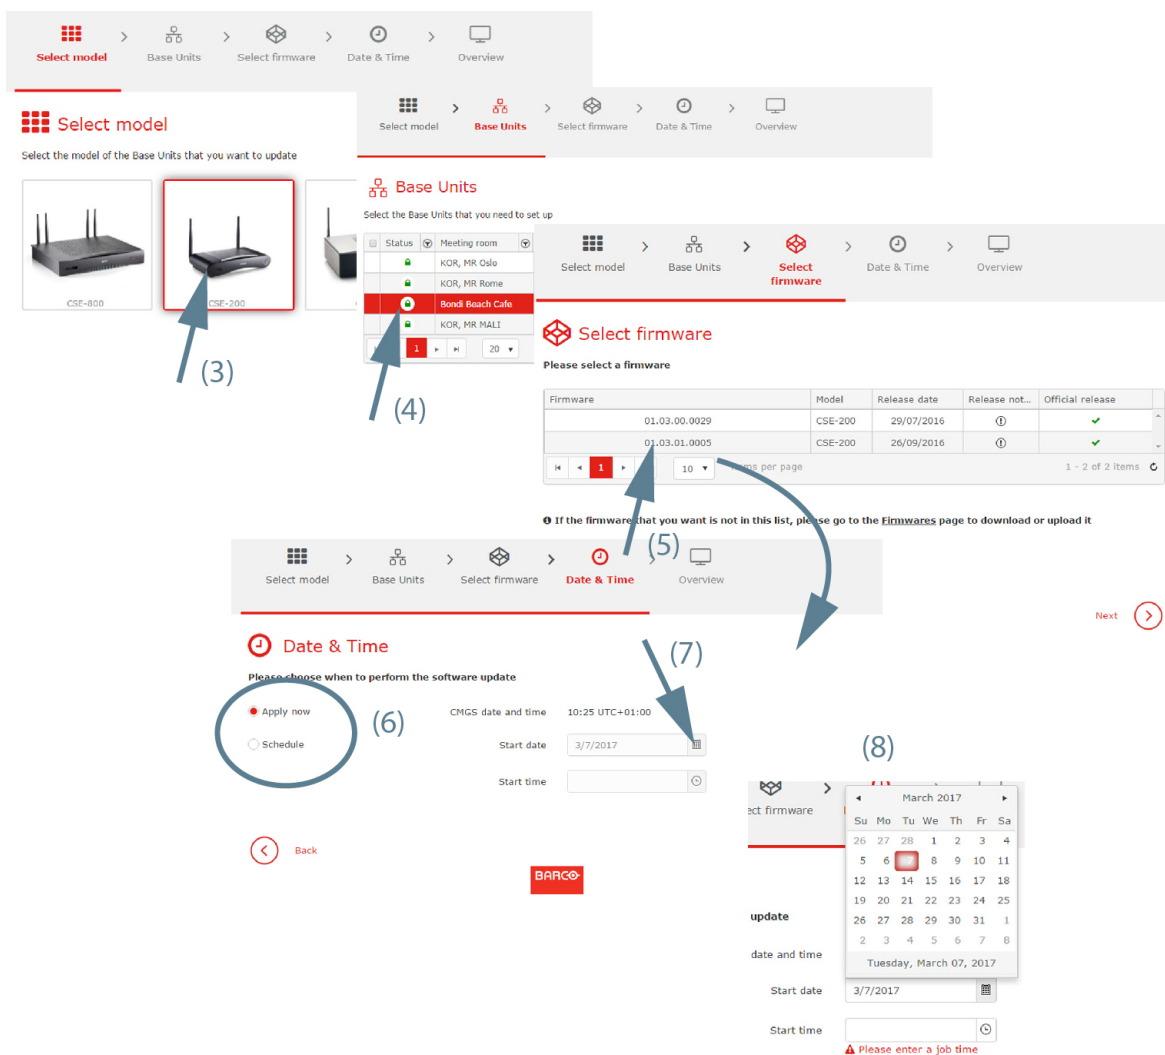 Select model > Base Units > Select firmware > Date & Time > Overview
Select model
Select the model of the Base Units that you want to update
CSE-800
CSE-200
(3)
Select model > Base Units > Select firmware > Date & Time > Overview
Base Units
Select the Base Units that you need to set up
Status Meeting room
KOR, MR Oslo
KOR, MR Rome
Bondi Beach Cafe
KOR, MR MALI
1 20
(4)
Select model > Base Units > Select firmware > Date & Time > Overview
Select firmware
Please select a firmware
Firmware Model Release date Release not... Official release
01.03.00.0029 CSE-200 29/07/2016
01.03.01.0005 CSE-200 26/09/2016
1 10 items per page 1 - 2 of 2 items
If the firmware that you want is not in this list, please go to the Firmwares page to download or upload it
(5)
Next
Select model > Base Units > Select firmware > Date & Time > Overview
Date & Time
Please choose when to perform the software update
Apply now
Schedule
(6)
CMGS date and time 10:25 UTC+01:00
Start date 3/7/2017
Start time
(7)
Back
BARCO
(8)
ect firmware
March 2017
Su Mo Tu We Th Fr Sa
26 27 28 1 2 3 4
5 6 7 8 9 10 11
12 13 14 15 16 17 18
19 20 21 22 23 24 25
26 27 28 29 30 31 1
2 3 4 5 6 7 8
Tuesday, March 07, 2017
update
date and time
Start date 3/7/2017
Start time
Please enter a job time